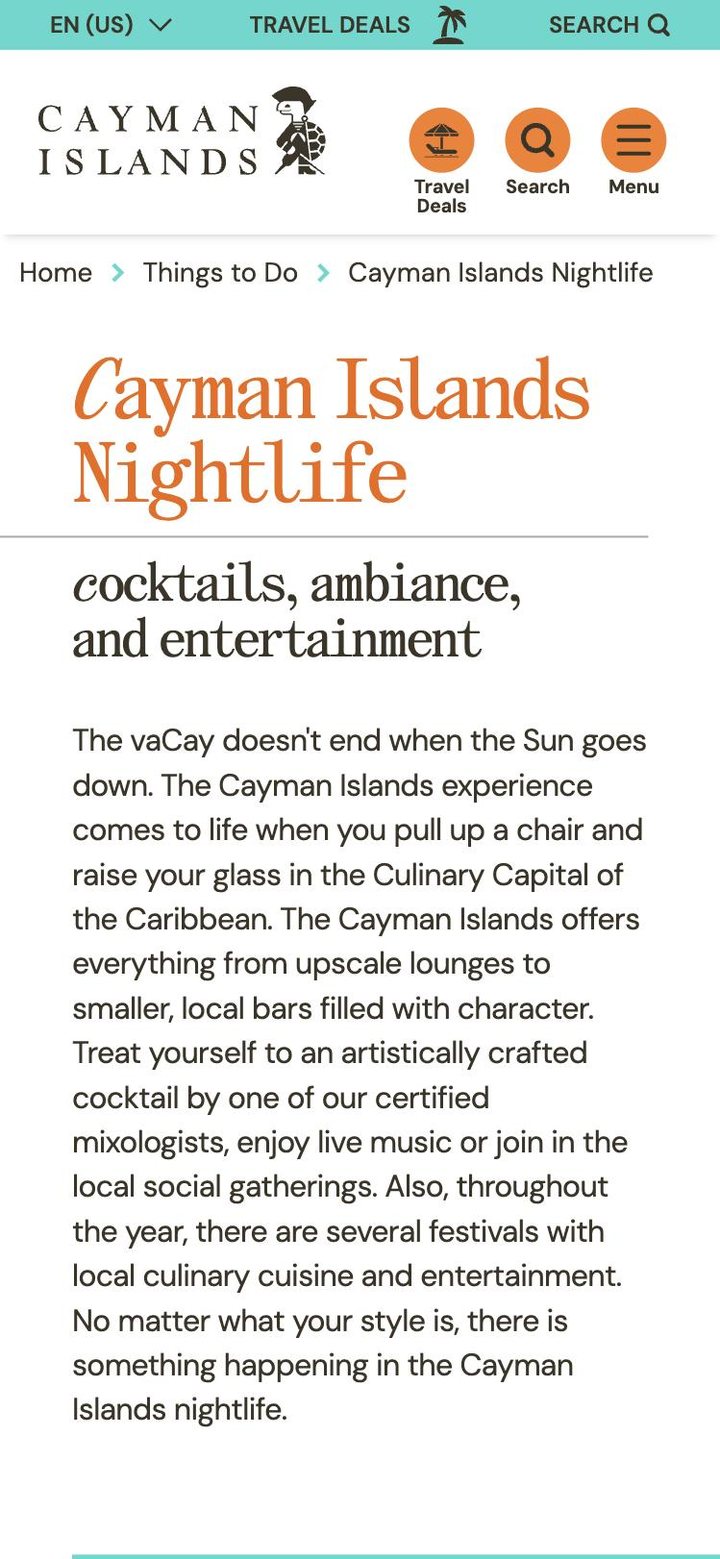 EN (US) TRAVEL DEALS SEARCH
CAYMAN
ISLANDS
Travel
Deals
Search
Menu
Home Things to Do Cayman Islands Nightlife
Cayman Islands
Nightlife
cocktails, ambiance,
and entertainment
The vaCay doesn't end when the Sun goes
down. The Cayman Islands experience
comes to life when you pull up a chair and
raise your glass in the Culinary Capital of
the Caribbean. The Cayman Islands offers
everything from upscale lounges to
smaller, local bars filled with character.
Treat yourself to an artistically crafted
cocktail by one of our certified
mixologists, enjoy live music or join in the
local social gatherings. Also, throughout
the year, there are several festivals with
local culinary cuisine and entertainment.
No matter what your style is, there is
something happening in the Cayman
Islands nightlife.